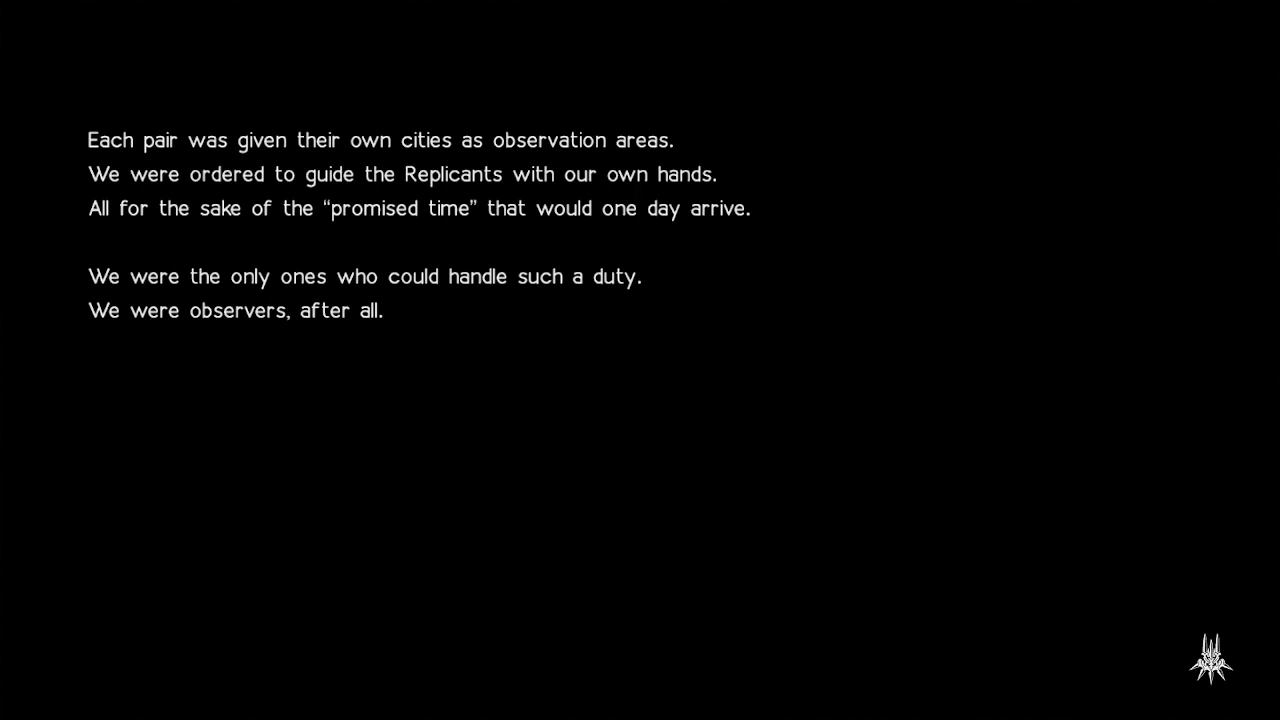 Each pair was given their own cities as observation areas.
We were ordered to guide the Replicants with our own hands.
All for the sake of the “promised time” that would one day arrive.
We were the only ones who could handle such a duty.
We were observers, after all.